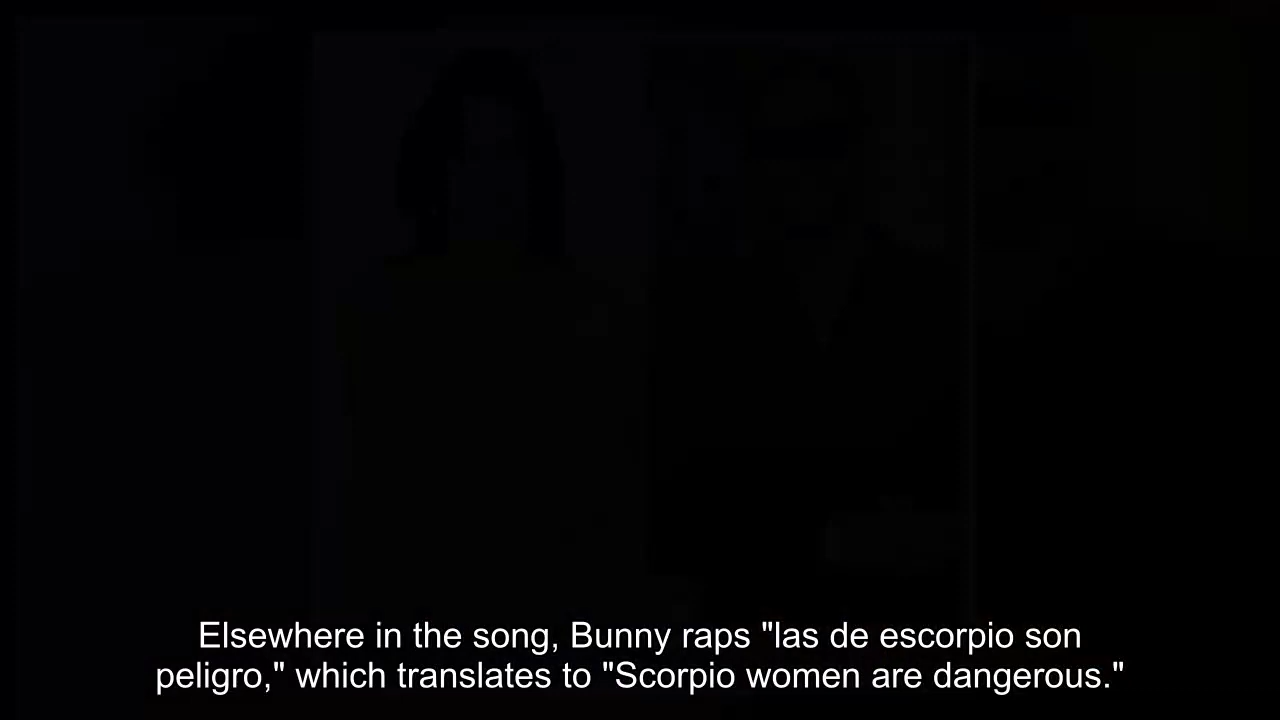 Elsewhere in the song, Bunny raps "las de escorpio son
peligro," which translates to "Scorpio women are dangerous."